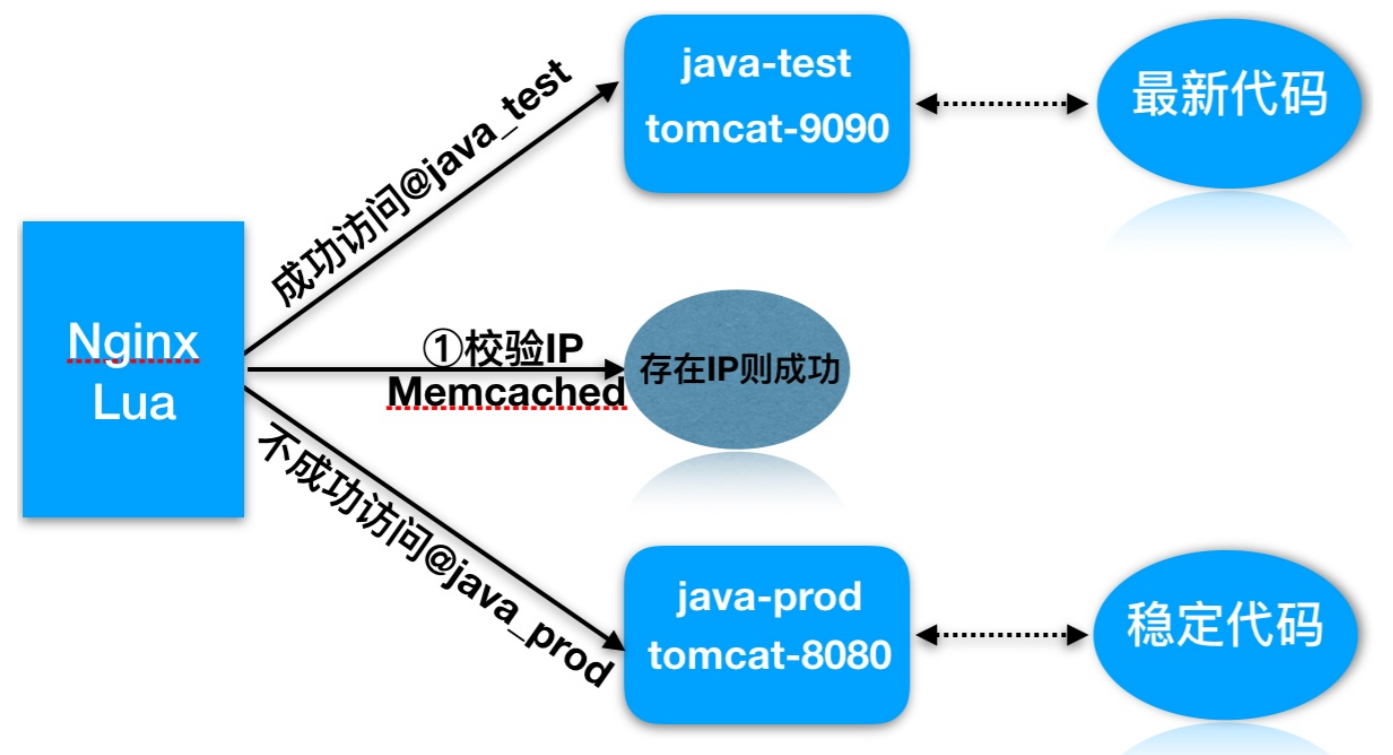 java-test
tomcat-9090
最新代码
成功访问@java_test
Nginx
Lua
①校验IP
Memcached
存在IP则成功
不成功访问@java_prod
java-prod
tomcat-8080
稳定代码